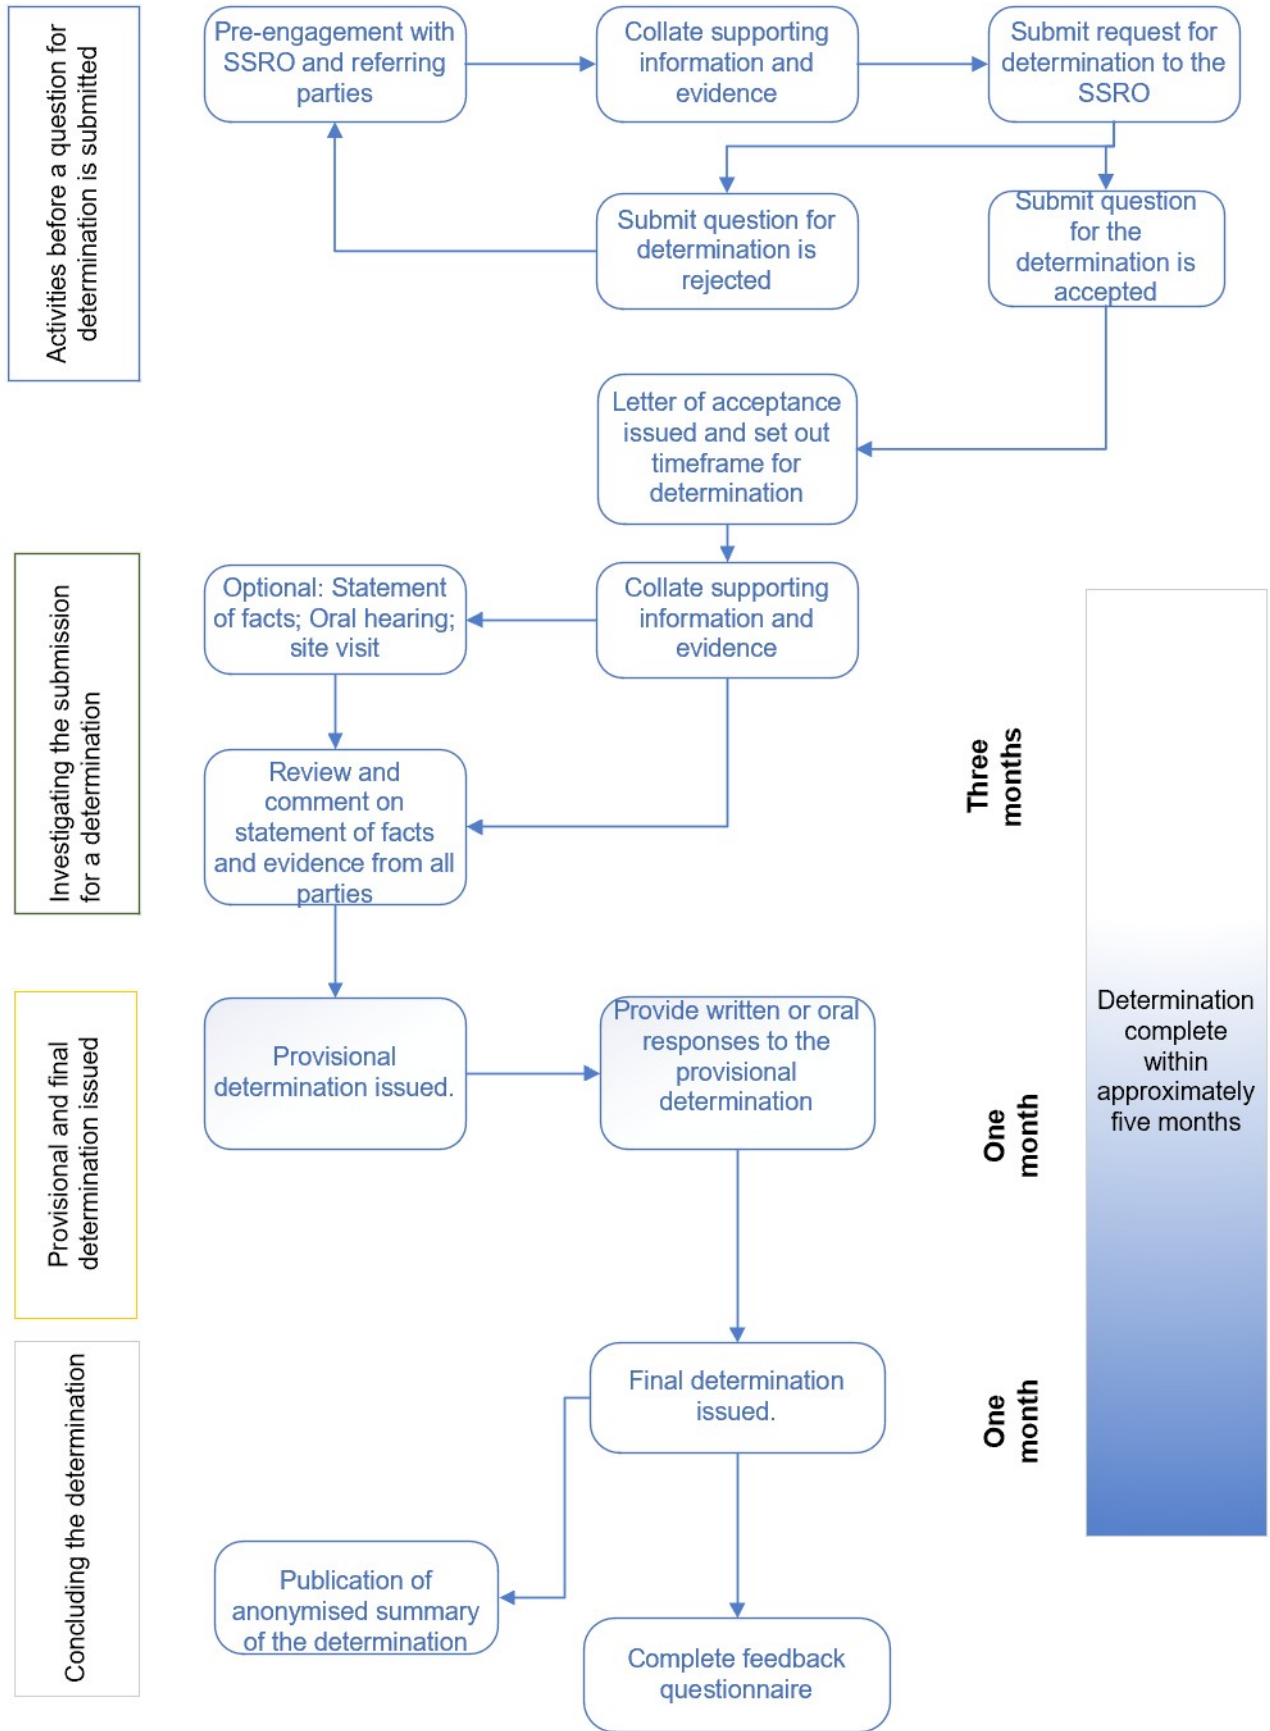 Activities before a question for
determination is submitted
Pre-engagement with
SSRO and referring
parties
Collate supporting
information and
evidence
Submit request for
determination to the
SSRO
Submit question for
determination is
rejected
Submit question
for the
determination is
accepted
Letter of acceptance
issued and set out
timeframe for
determination
Investigating the submission
for a determination
Optional: Statement
of facts; Oral hearing;
site visit
Collate supporting
information and
evidence
Review and
comment on
statement of facts
and evidence from all
parties
Three
months
Provisional and final
determination issued
Provisional
determination issued.
Provide written or oral
responses to the
provisional
determination
One
month
Determination
complete
within
approximately
five months
Concluding the determination
Final determination
issued.
One
month
Publication of
anonymised summary
of the determination
Complete feedback
questionnaire